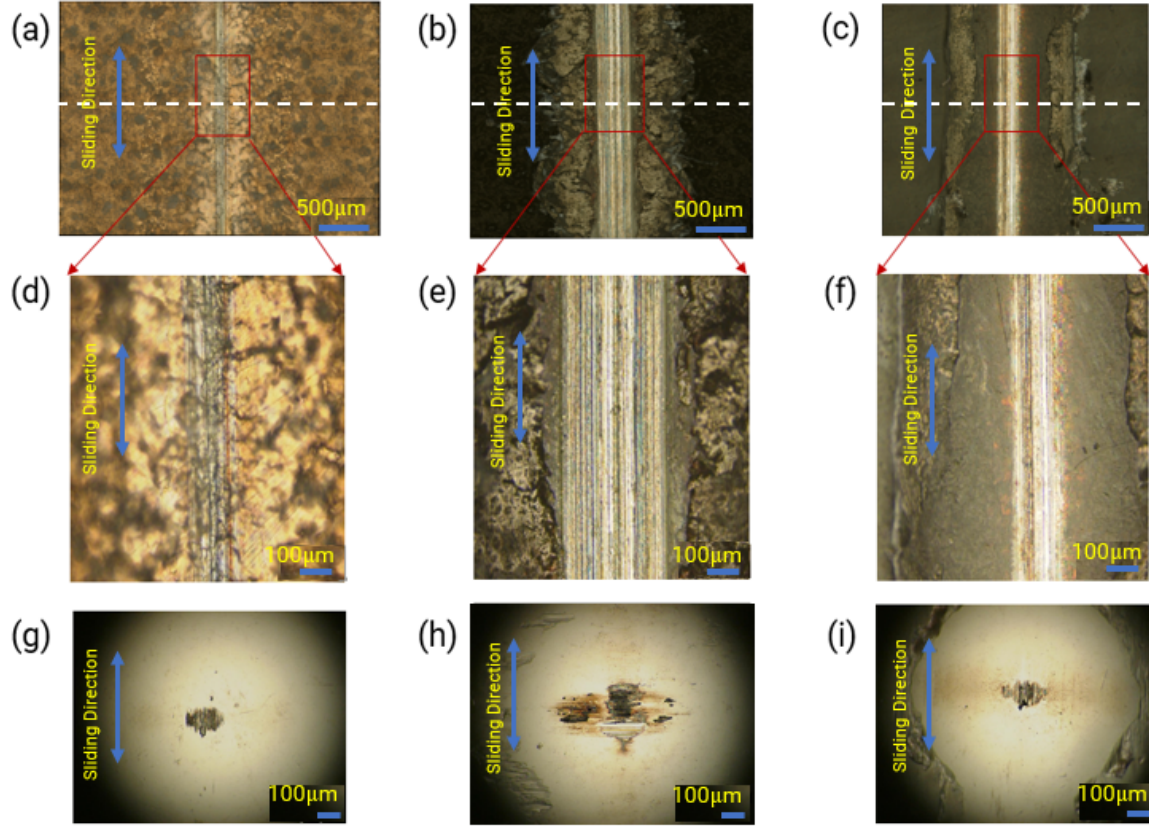 (a)
Sliding Direction
500μm
(b)
Sliding Direction
500μm
(c)
Sliding Direction
500μm
(d)
Sliding Direction
100μm
(e)
Sliding Direction
100μm
(f)
Sliding Direction
100μm
(g)
Sliding Direction
100μm
(h)
Sliding Direction
100μm
(i)
Sliding Direction
100μm